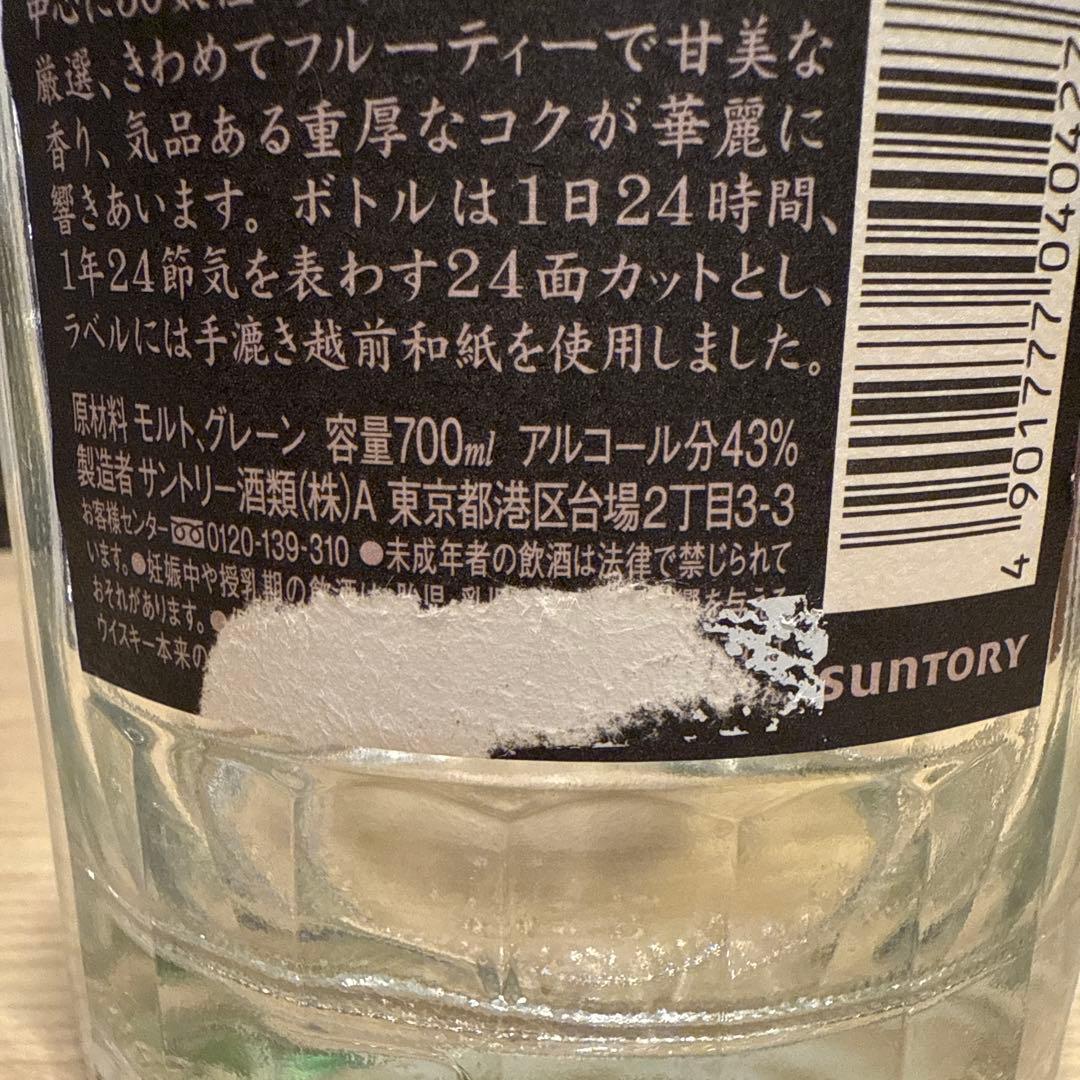 厳選、きわめてフルーティーで甘美な
香り、気品ある重厚なコクが華麗に
響きあいます。ボトルは1日24時間、
1年24節気を表わす24面カットとし、
ラベルには手漉き越前和紙を使用しました。
原材料 モルト、グレーン 容量700ml アルコール分43%
製造者 サントリー酒類(株)A 東京都港区台場2丁目3-3
お客様センター 0120-139-310 ●未成年者の飲酒は法律で禁じられて
います。●妊娠中や授乳期の飲酒は、胎児・乳児
おそれがあります。●
ウイスキー本来の
SUNTORY
4 901777 040427